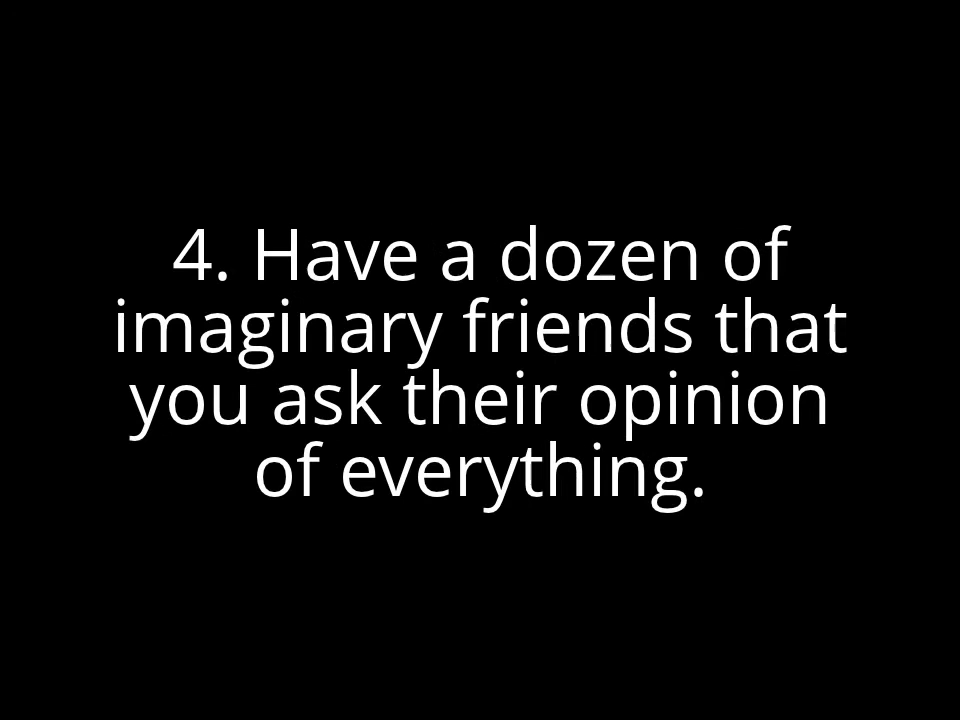 4. Have a dozen of
imaginary friends that
you ask their opinion
of everything.